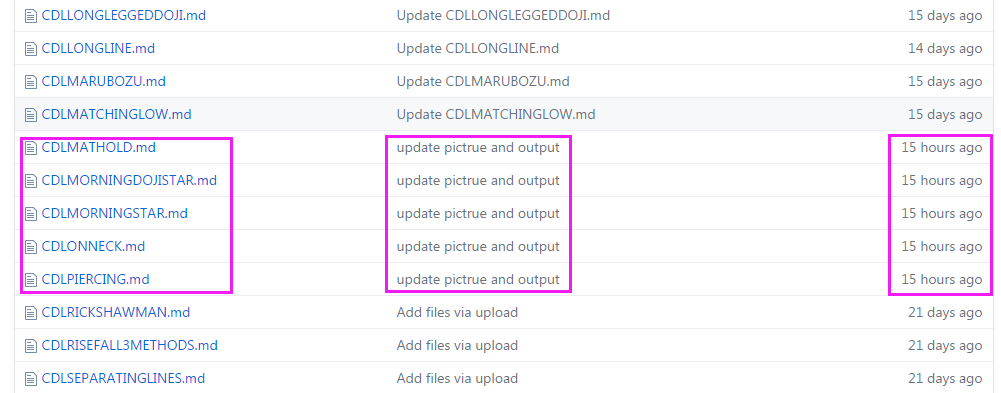 CDLLONGLEGGEDDOJI.md Update CDLLONGLEGGEDDOJI.md 15 days ago
CDLLONGLINE.md Update CDLLONGLINE.md 14 days ago
CDLMARUBOZU.md Update CDLMARUBOZU.md 15 days ago
CDLMATCHINGLOW.md Update CDLMATCHINGLOW.md 15 days ago
CDLMATHOLD.md update pictrue and output 15 hours ago
CDLMORNINGDOJISTAR.md update pictrue and output 15 hours ago
CDLMORNINGSTAR.md update pictrue and output 15 hours ago
CDLONNECK.md update pictrue and output 15 hours ago
CDLPIERCING.md update pictrue and output 15 hours ago
CDLRICKSHAWMAN.md Add files via upload 21 days ago
CDLRISEFALL3METHODS.md Add files via upload 21 days ago
CDLSEPARATINGLINES.md Add files via upload 21 days ago